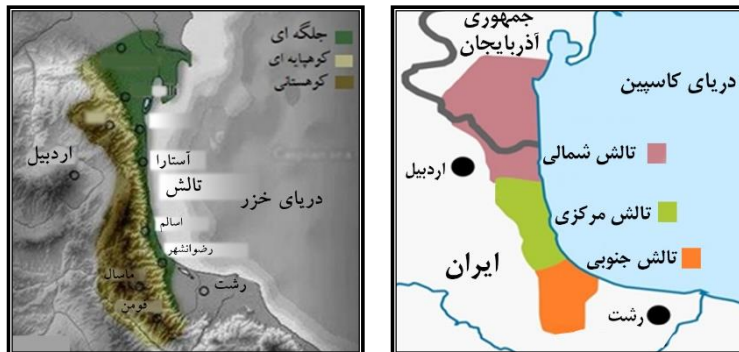 جلگه ای
کوهپایه ای
کوهستانی
اردبیل
آستارا
تالش
دریای خزر
اسالم
رضوانشهر
ماسال
فومن
رشت
جمهوری
آذربایجان
دریای کاسپین
تالش شمالی
اردبیل
تالش مرکزی
تالش جنوبی
ایران
رشت